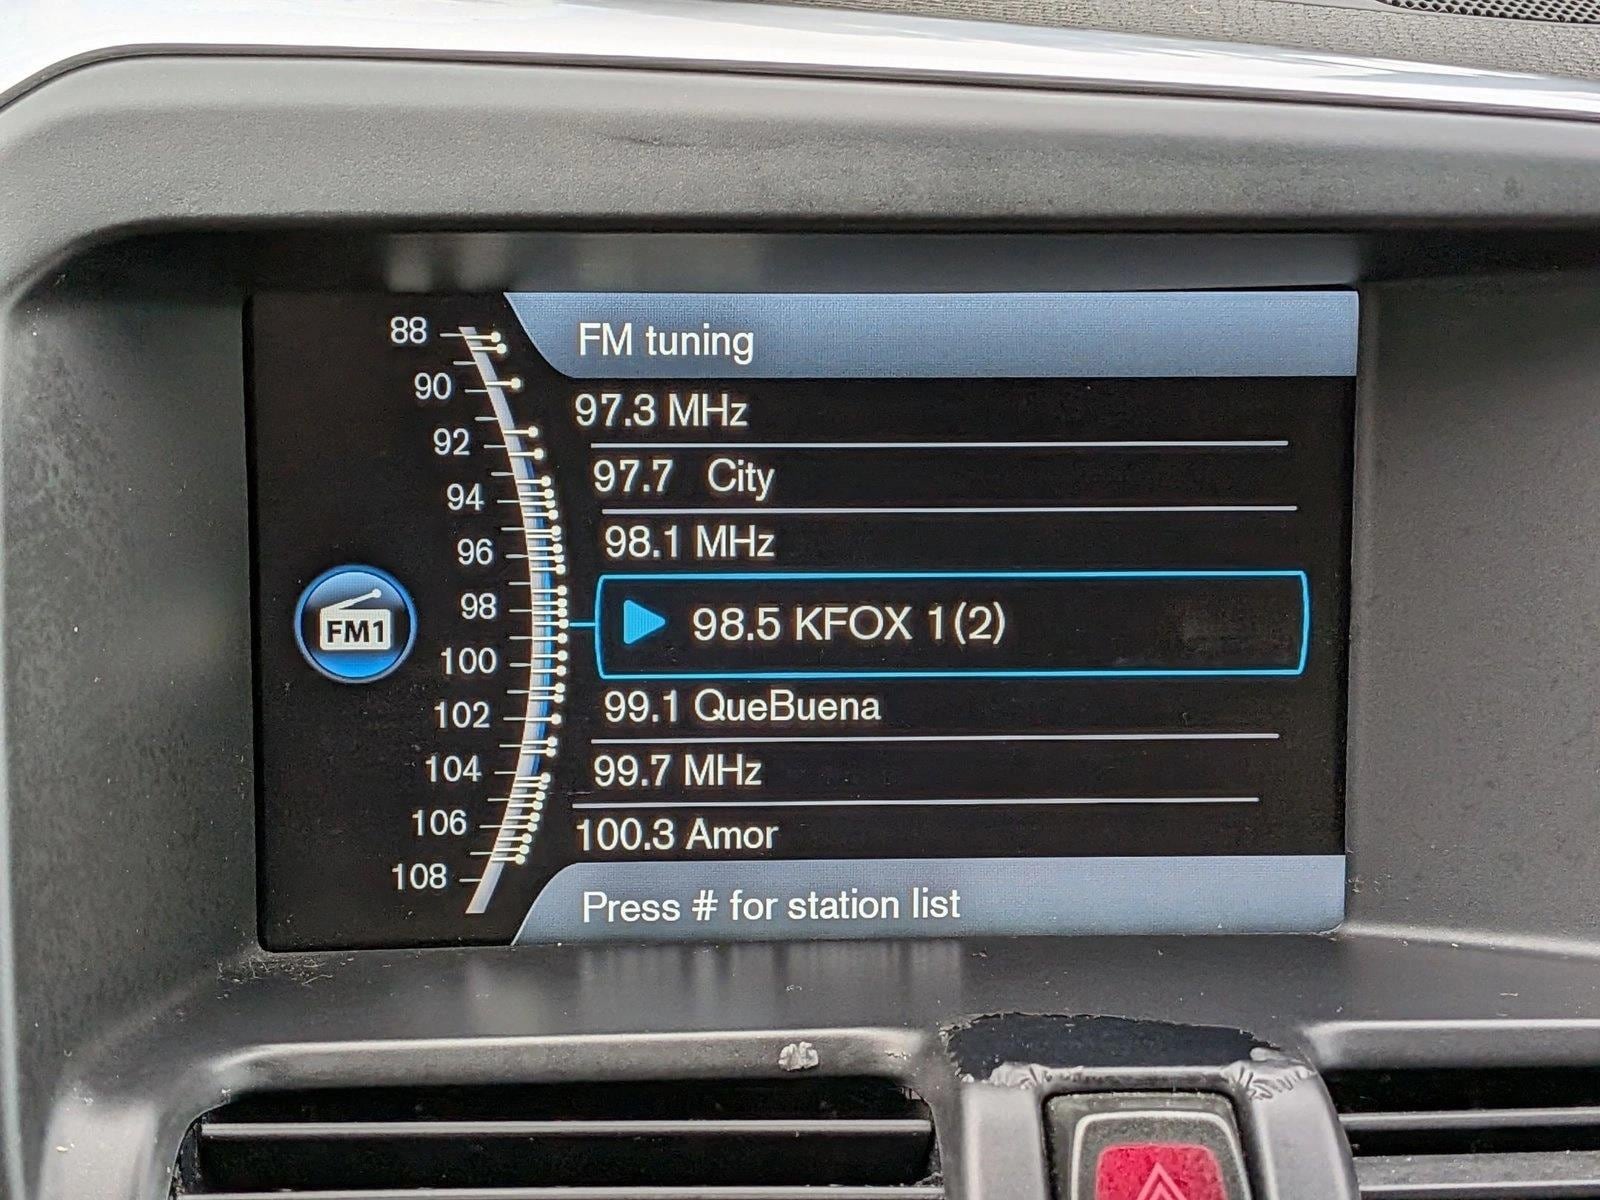 FM tuning
88
90
92
94
96
98
100
102
104
106
108
FM1
97.3 MHz
97.7 City
98.1 MHz
98.5 KFOX 1(2)
99.1 QueBuena
99.7 MHz
100.3 Amor
Press # for station list